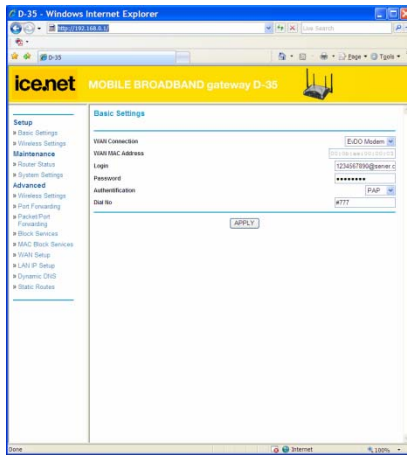 D-35 - Windows Internet Explorer
http://192.168.0.1/
Live Search
D-35
Page
Tools
ice.net MOBILE BROADBAND gateway D-35
Basic Settings
Setup
Basic Settings
Wireless Settings
Maintenance
Router Status
System Settings
Advanced
Wireless Settings
Port Forwarding
Packet/Port
Forwarding
Block Services
MAC Block Services
WAN Setup
LAN IP Setup
Dynamic DNS
Static Routes
WAN Connection EvDO Modem
WAN MAC Address
Login 1234567890@server.c
Password ••••••••
Authentification PAP
Dial No #777
APPLY
Done
Internet
100%